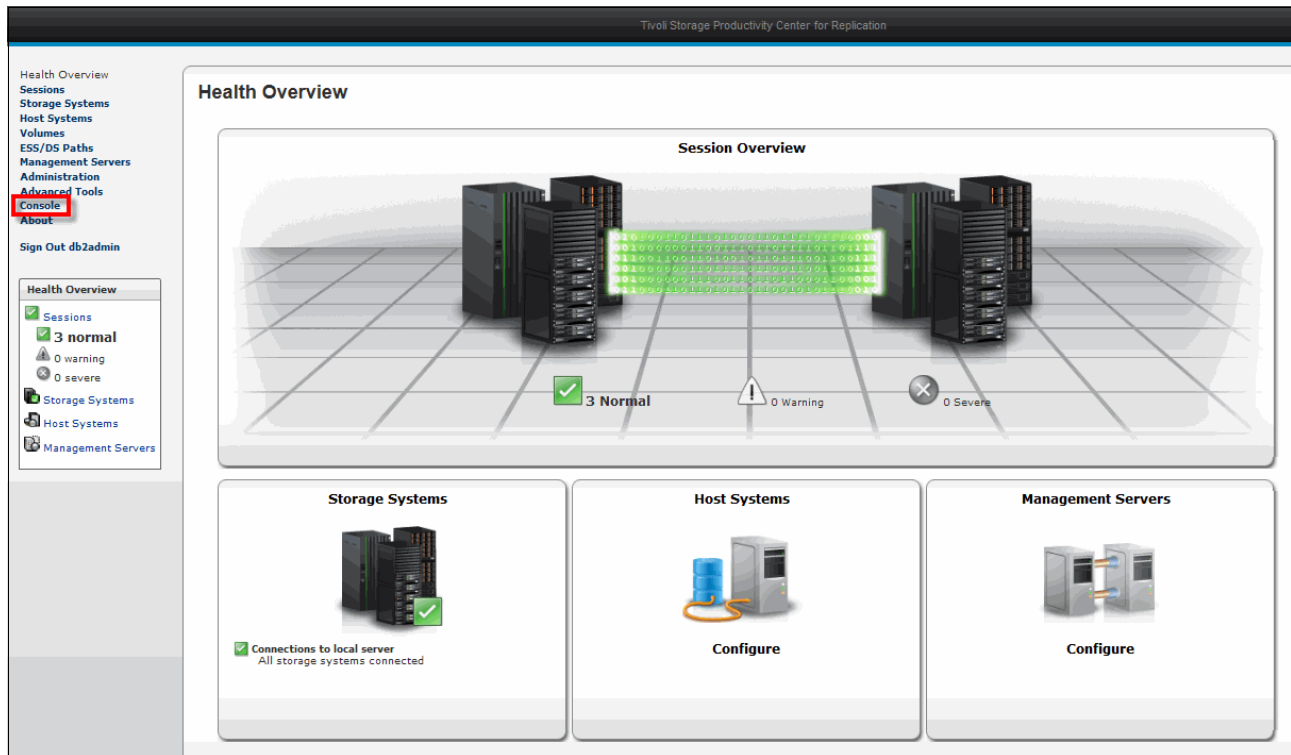 Tivoli Storage Productivity Center for Replication
Health Overview
Sessions
Storage Systems
Host Systems
Volumes
ESS/DS Paths
Management Servers
Administration
Advanced Tools
Console
About
Sign Out db2admin
Health Overview
Sessions
3 normal
0 warning
0 severe
Storage Systems
Host Systems
Management Servers
Health Overview
Session Overview
3 Normal
0 Warning
0 Severe
Storage Systems
Connections to local server
All storage systems connected
Host Systems
Configure
Management Servers
Configure